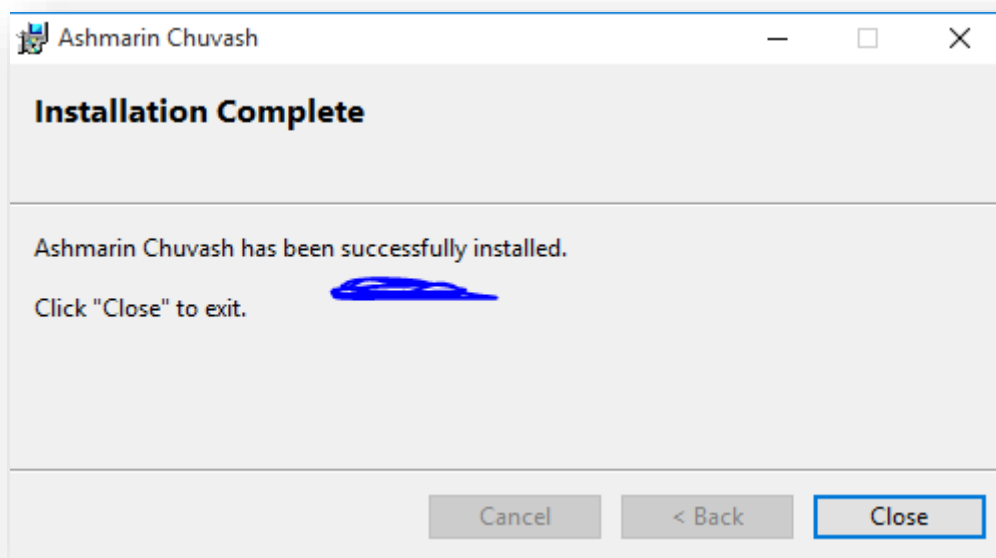 Ashmarin Chuvash
Installation Complete
Ashmarin Chuvash has been successfully installed.
Click "Close" to exit.
Cancel
< Back
Close